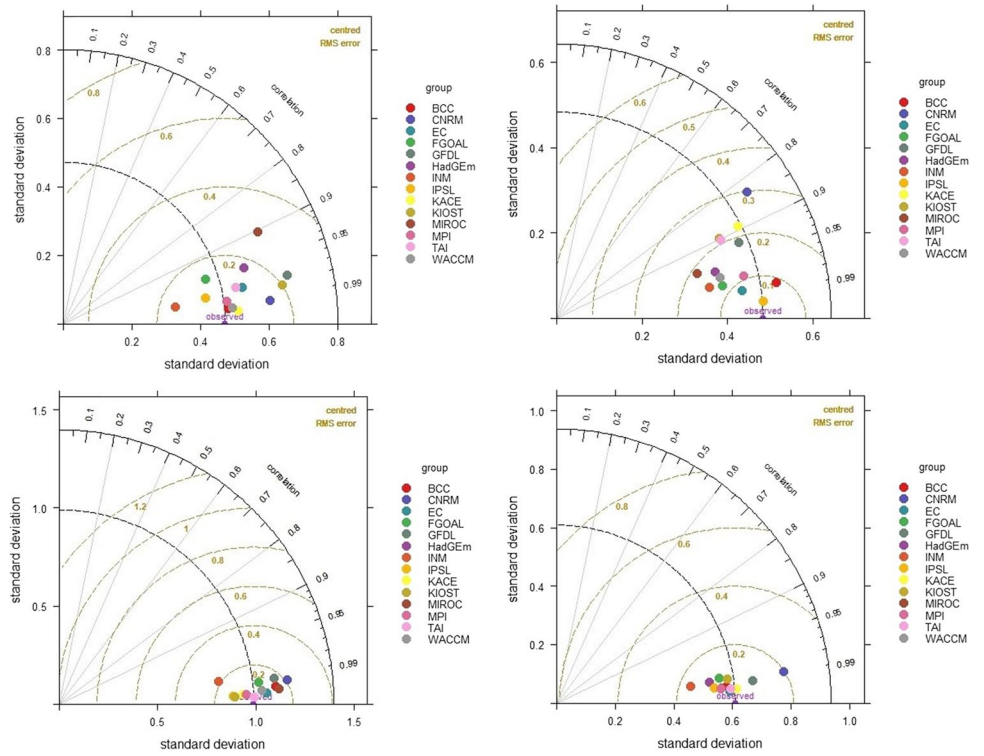 centred
RMS error
0.8
0.6
0.4
0.2
0.2
0.4
0.6
0.8
standard deviation
standard deviation
0.1
0.2
0.3
0.4
0.5
0.6
0.7
0.8
0.9
0.95
0.99
correlation
0.8
0.6
0.4
0.2
observed
group
BCC
CNRM
EC
FGOAL
GFDL
HadGEm
INM
IPSL
KACE
KIOST
MIROC
MPI
TAI
WACCM
centred
RMS error
0.6
0.4
0.2
0.2
0.4
0.6
standard deviation
standard deviation
0.1
0.2
0.3
0.4
0.5
0.6
0.7
0.8
0.9
0.95
0.99
correlation
0.6
0.5
0.4
0.3
0.2
0.1
observed
group
BCC
CNRM
EC
FGOAL
GFDL
HadGEm
INM
IPSL
KACE
KIOST
MIROC
MPI
TAI
WACCM
centred
RMS error
1.5
1.0
0.5
0.5
1.0
1.5
standard deviation
standard deviation
0.1
0.2
0.3
0.4
0.5
0.6
0.7
0.8
0.9
0.95
0.99
correlation
1.2
1
0.8
0.6
0.4
0.2
observed
group
BCC
CNRM
EC
FGOAL
GFDL
HadGEm
INM
IPSL
KACE
KIOST
MIROC
MPI
TAI
WACCM
centred
RMS error
1.0
0.8
0.6
0.4
0.2
0.2
0.4
0.6
0.8
1.0
standard deviation
standard deviation
0.1
0.2
0.3
0.4
0.5
0.6
0.7
0.8
0.9
0.95
0.99
correlation
0.8
0.6
0.4
0.2
observed
group
BCC
CNRM
EC
FGOAL
GFDL
HadGEm
INM
IPSL
KACE
KIOST
MIROC
MPI
TAI
WACCM